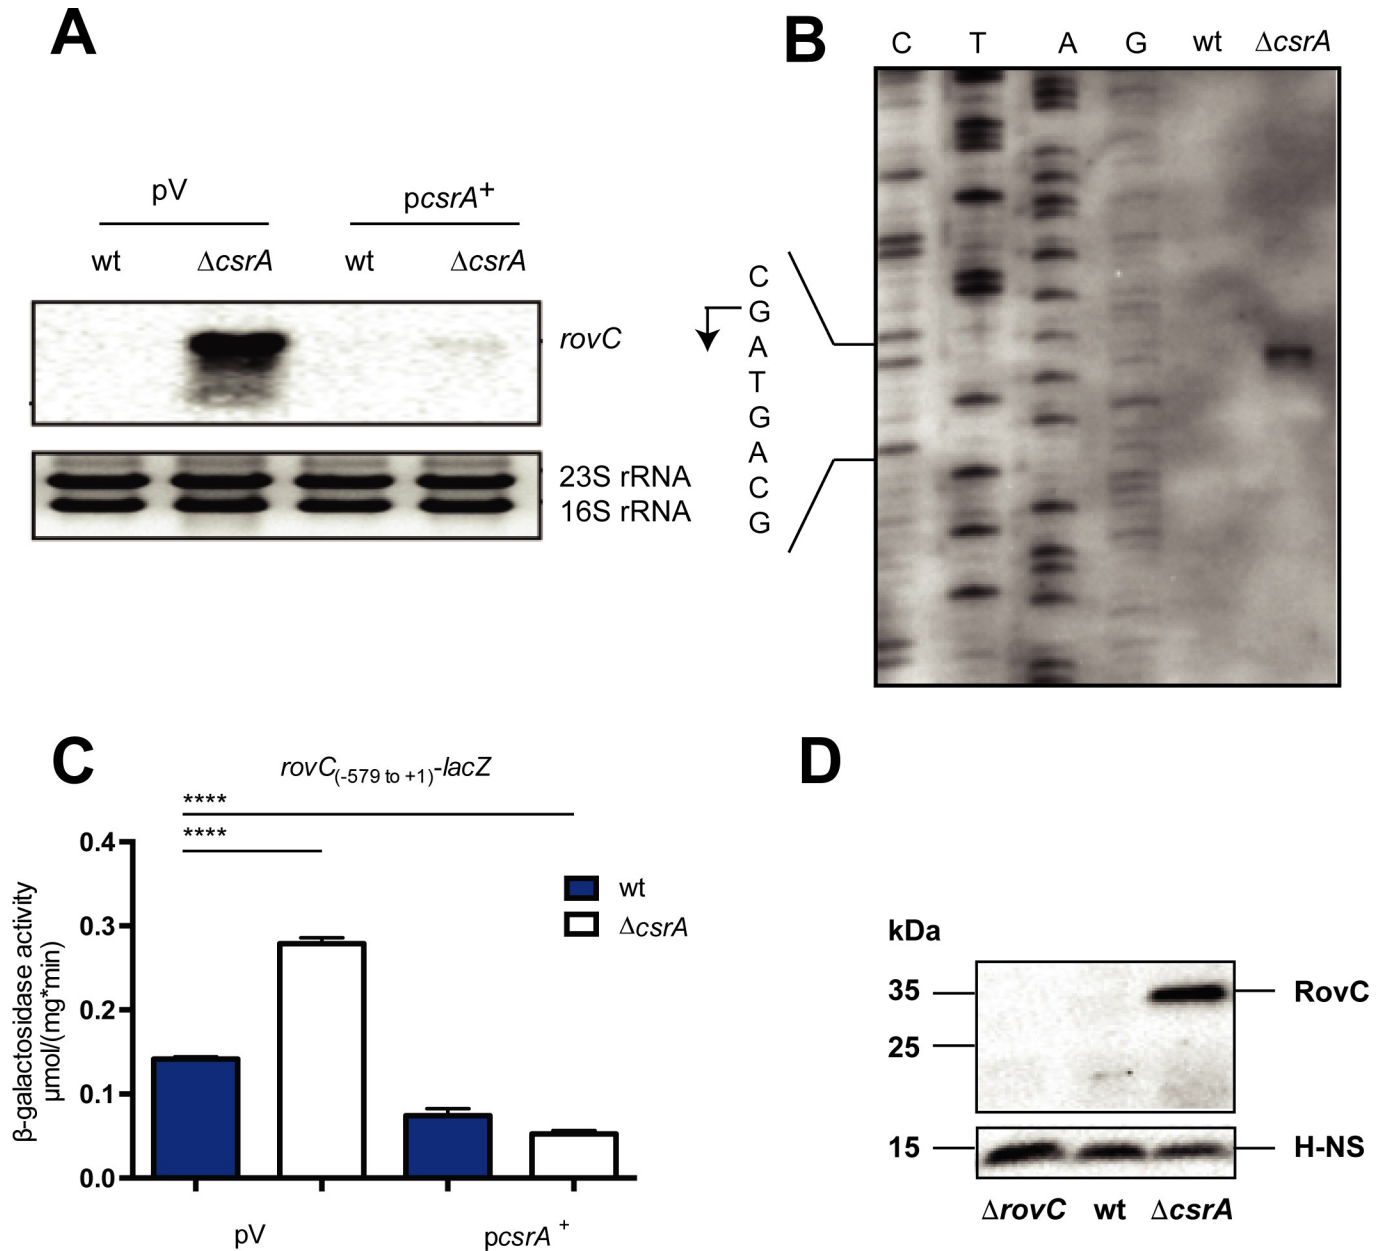 A
pV
pcsrA+
wt
ΔcsrA
wt
ΔcsrA
rovC
23S rRNA
16S rRNA
B
C
T
A
G
wt
ΔcsrA
C
G
A
T
G
A
C
G
C
rovC(-579 to +1)-lacZ
****
****
0.4
0.3
0.2
0.1
0.0
β-galactosidase activity
µmol/(mg*min)
wt
ΔcsrA
pV
pcsrA +
D
kDa
35
RovC
25
15
H-NS
ΔrovC
wt
ΔcsrA